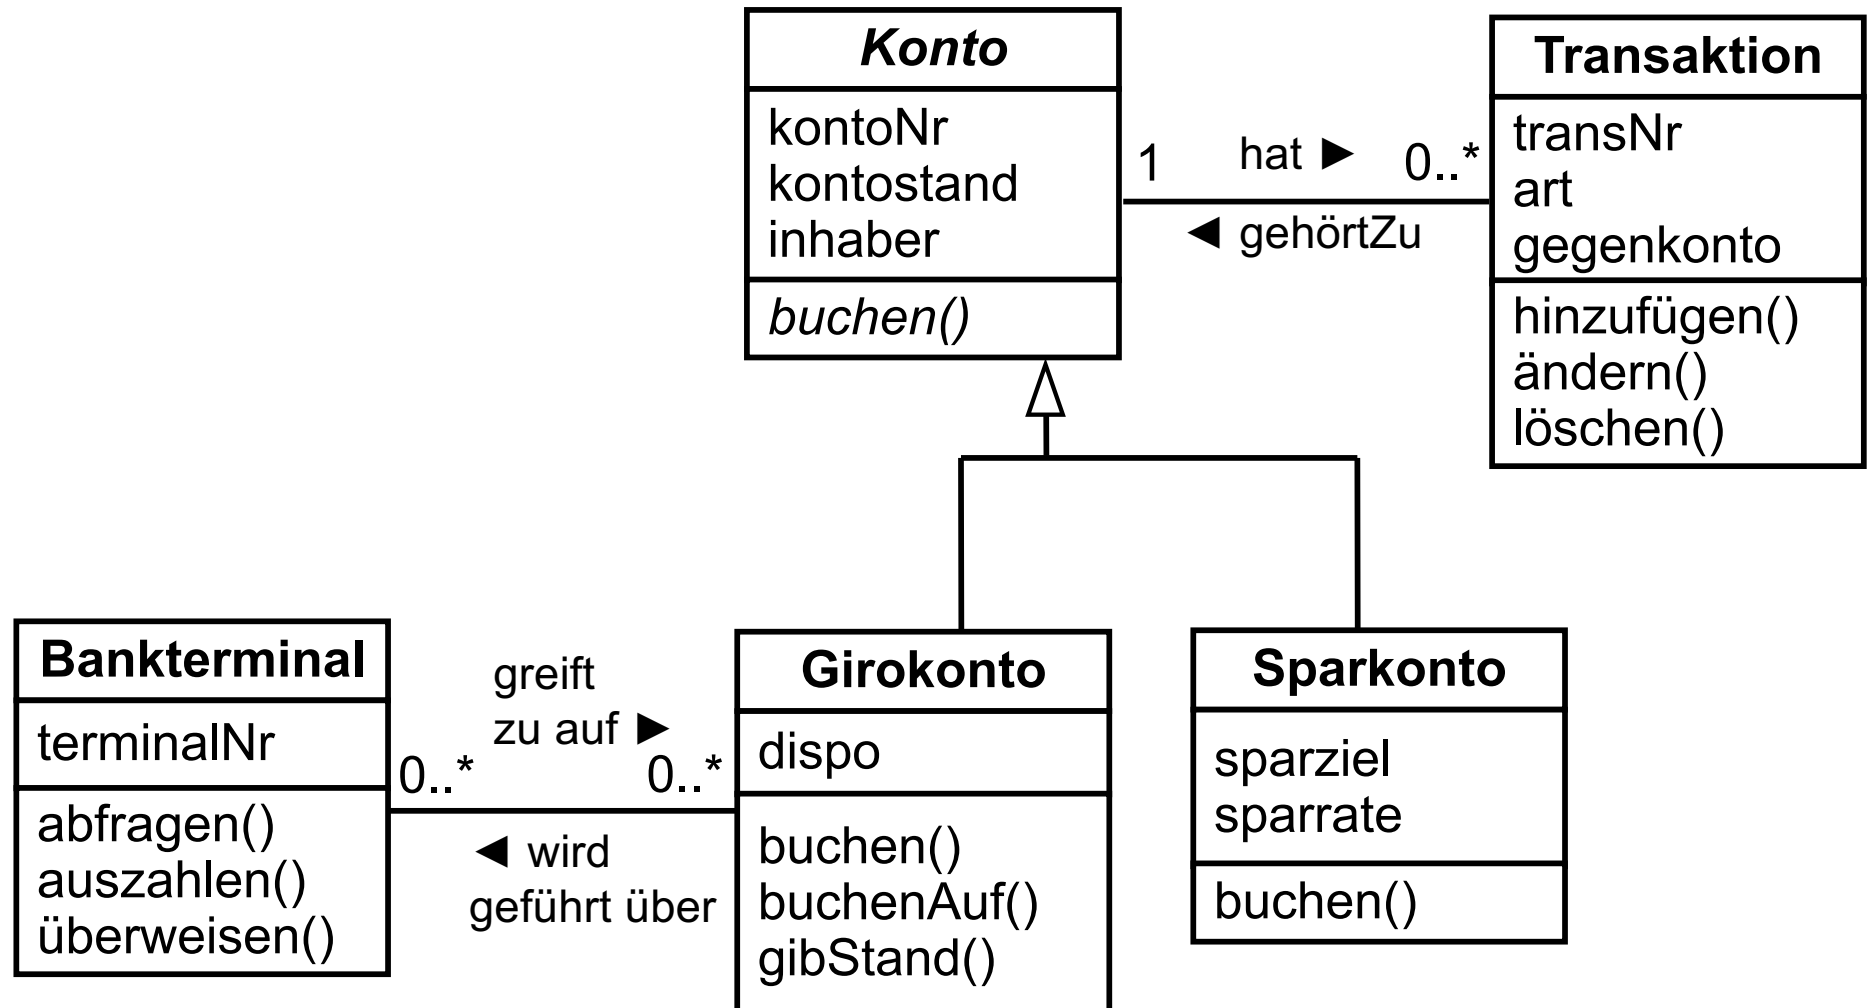 Konto
kontoNr
kontostand
inhaber
buchen()
1
hat ►
0..*
◄ gehörtZu
Transaktion
transNr
art
gegenkonto
hinzufügen()
ändern()
löschen()
Bankterminal
terminalNr
abfragen()
auszahlen()
überweisen()
greift
zu auf ►
0..*
0..*
◄ wird
geführt über
Girokonto
dispo
buchen()
buchenAuf()
gibStand()
Sparkonto
sparziel
sparrate
buchen()